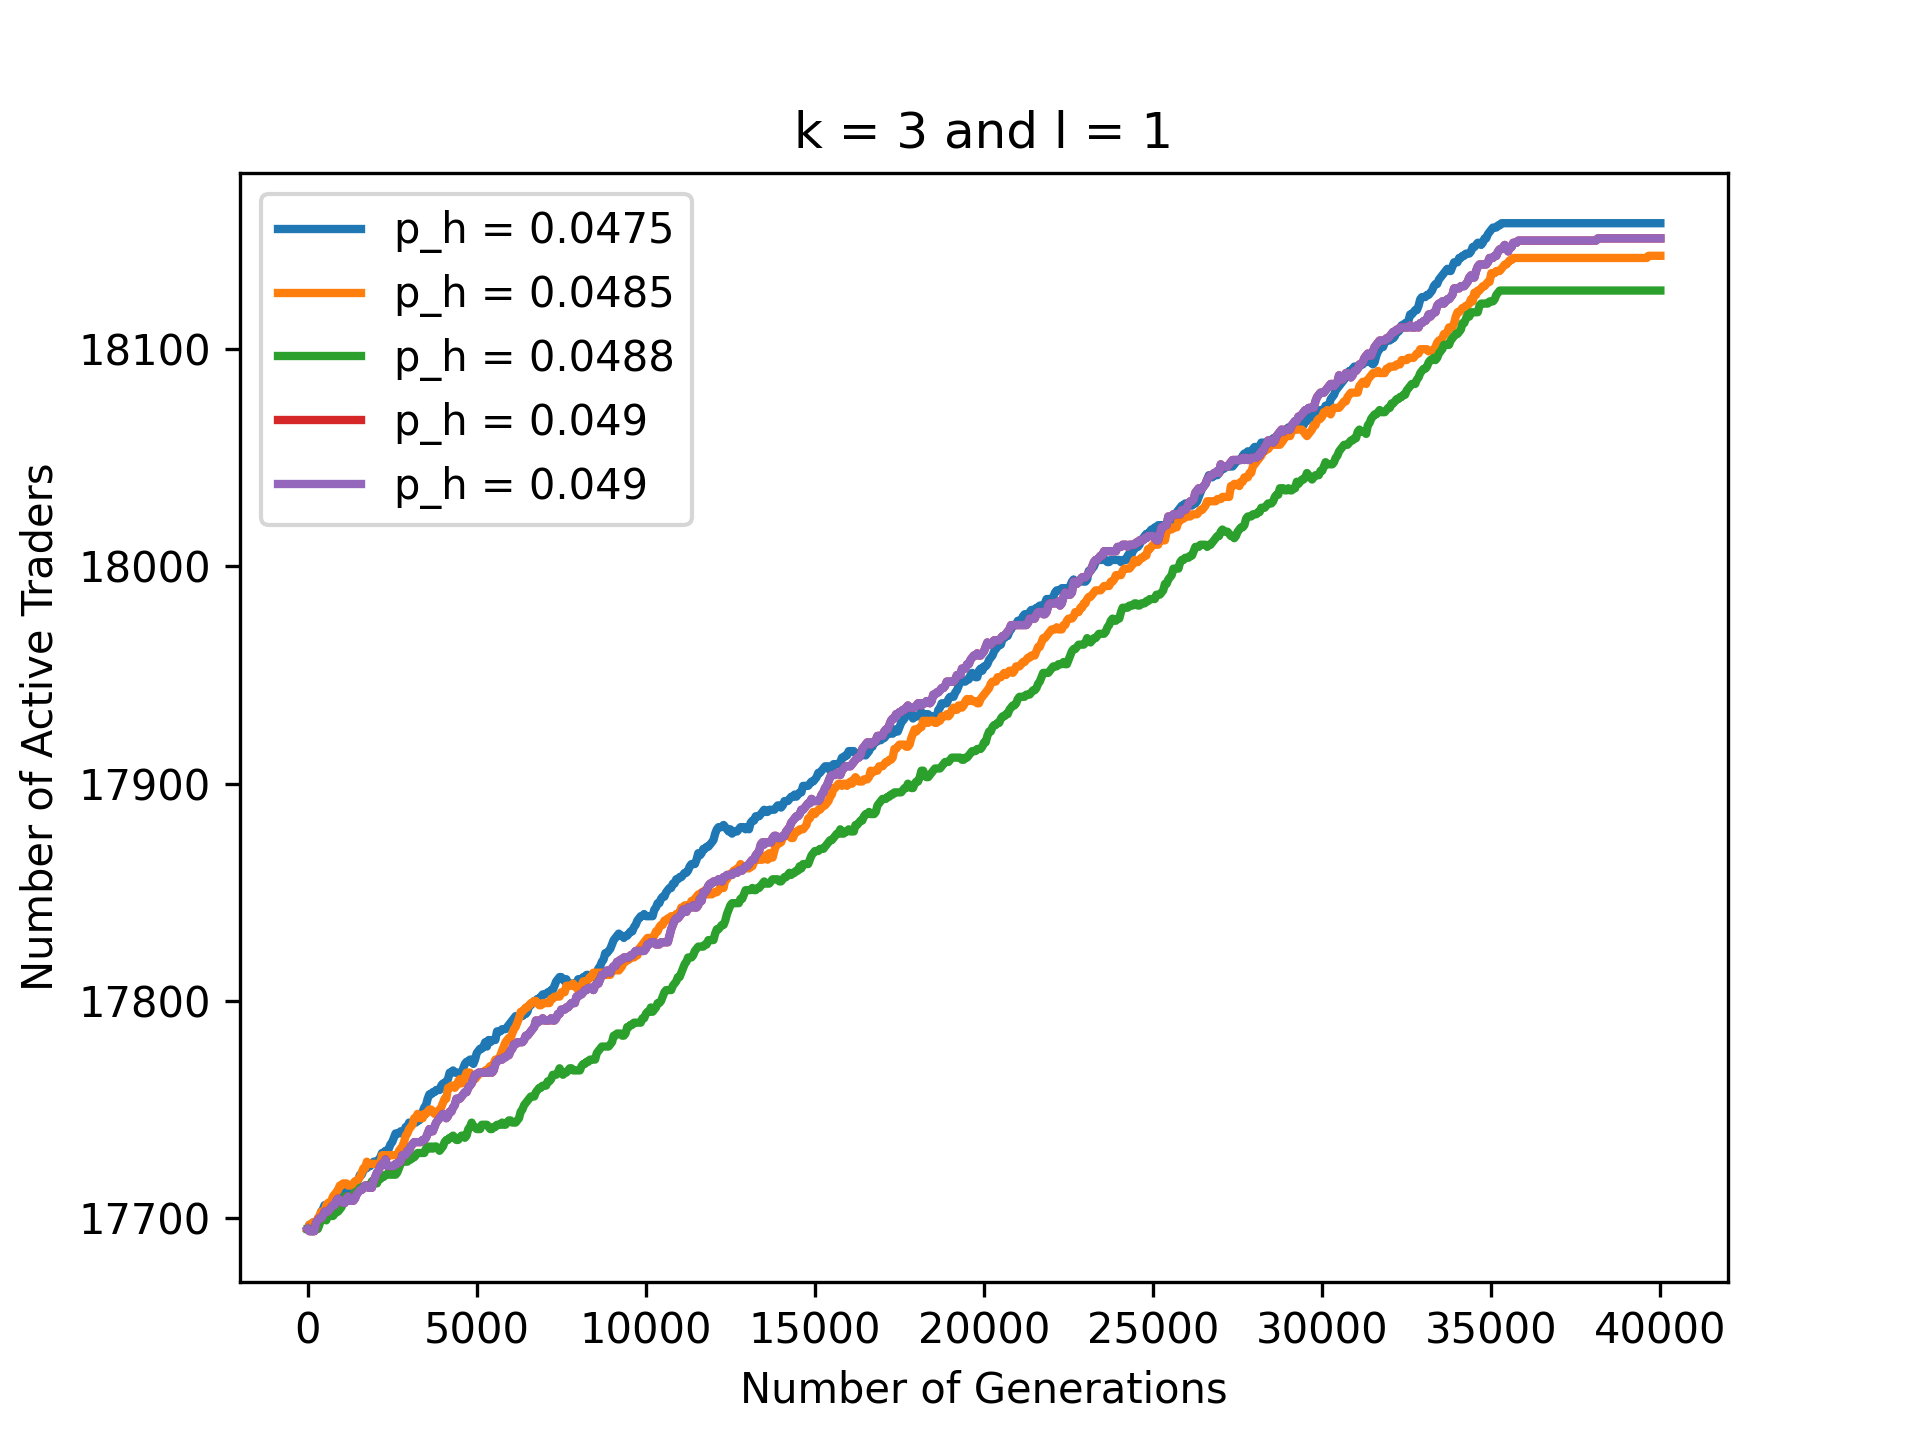 k = 3 and l = 1
p_h = 0.0475
p_h = 0.0485
p_h = 0.0488
p_h = 0.049
p_h = 0.049
18100
18000
17900
17800
17700
Number of Active Traders
0 5000 10000 15000 20000 25000 30000 35000 40000
Number of Generations